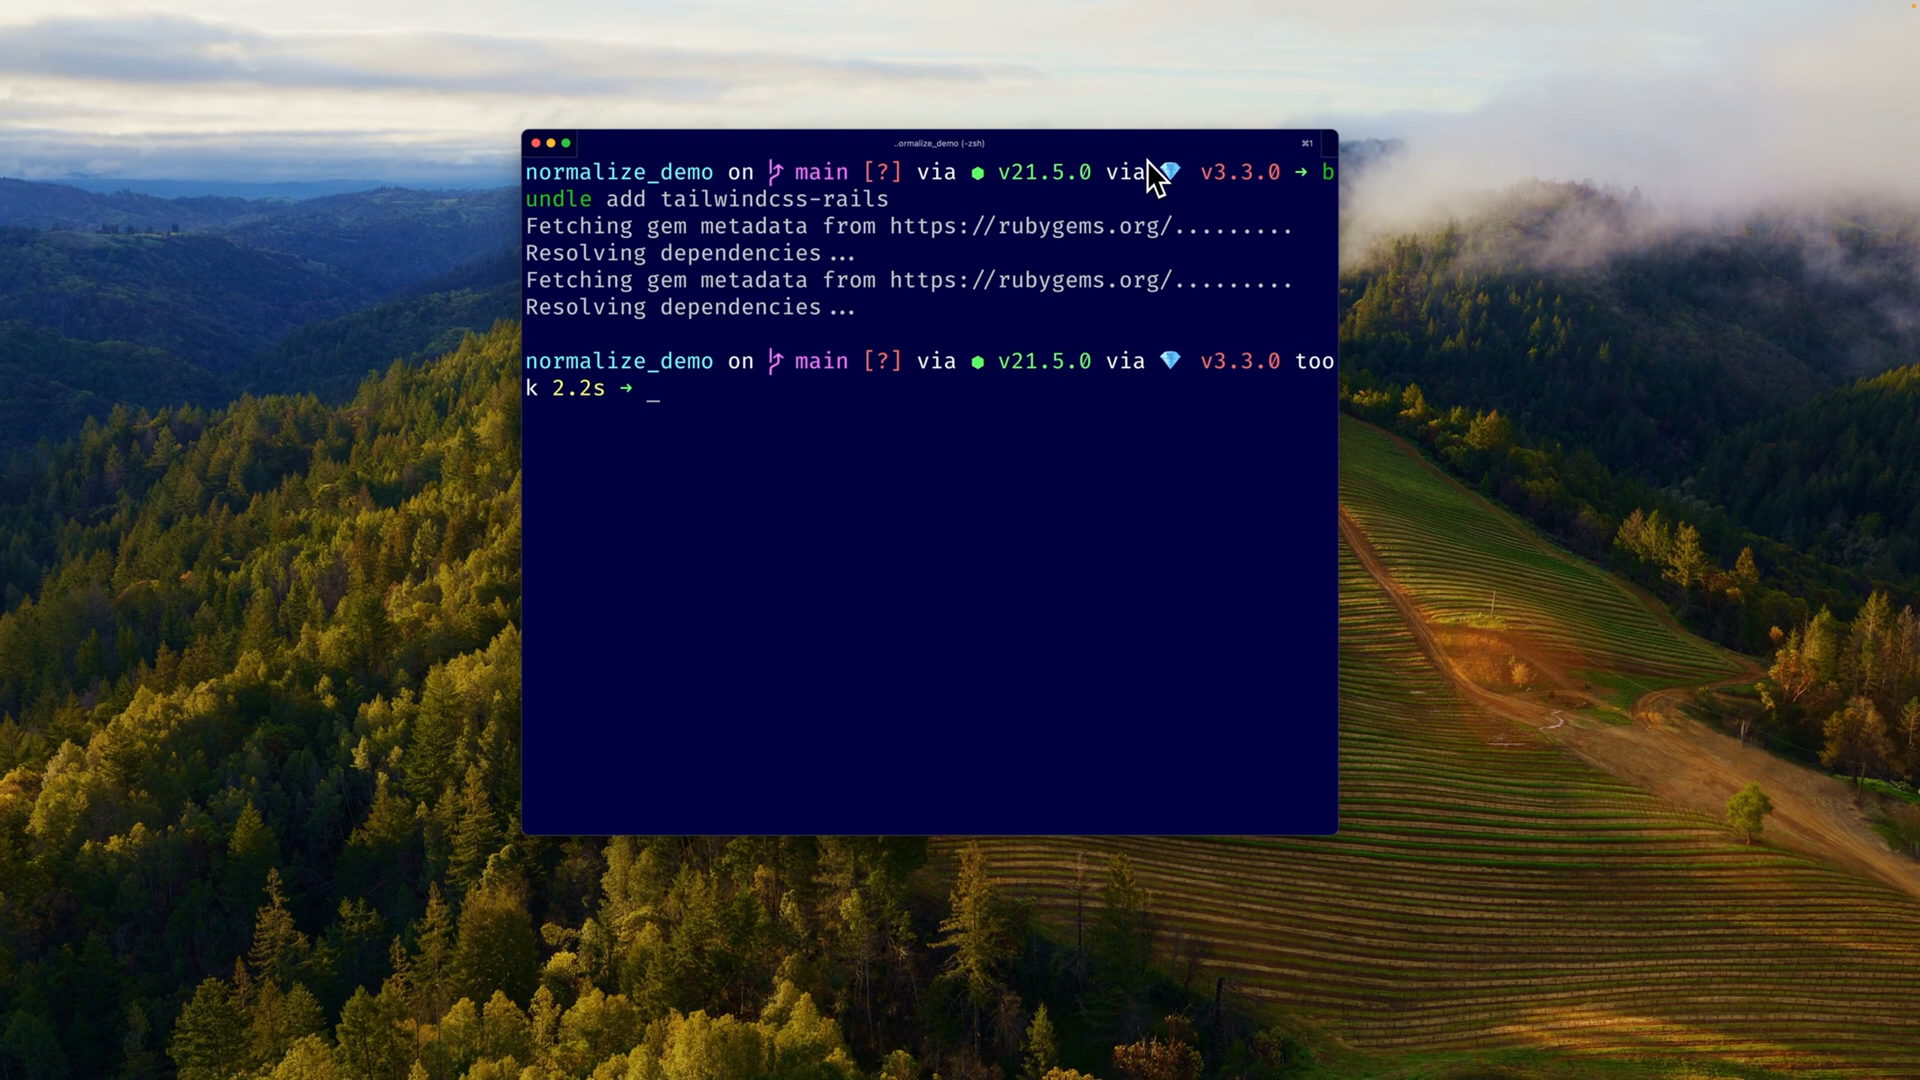 ..ormalize_demo (-zsh)
⌘1
normalize_demo on main [?] via ⬢ v21.5.0 via 💎 v3.3.0 → b
undle add tailwindcss-rails
Fetching gem metadata from https://rubygems.org/.........
Resolving dependencies...
Fetching gem metadata from https://rubygems.org/.........
Resolving dependencies...
normalize_demo on main [?] via ⬢ v21.5.0 via 💎 v3.3.0 too
k 2.2s → _